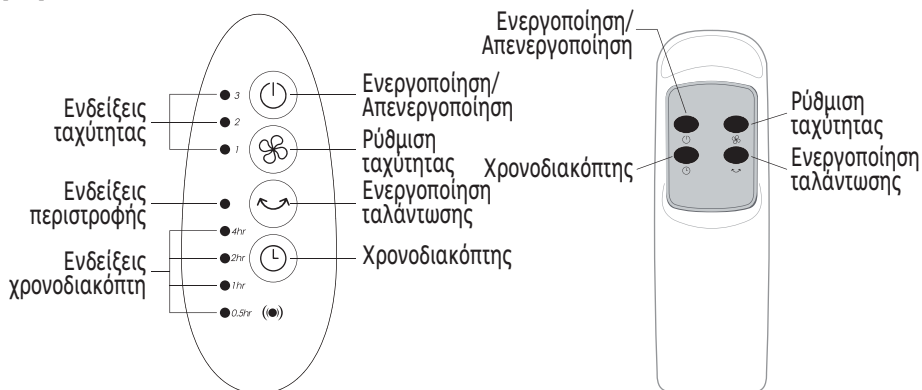 Ενδείξεις
ταχύτητας
Ενδείξεις
περιστροφής
Ενδείξεις
χρονοδιακόπτη
3
2
1
4hr
2hr
1hr
0.5hr
Ενεργοποίηση/
Απενεργοποίηση
Ρύθμιση
ταχύτητας
Ενεργοποίηση
ταλάντωσης
Χρονοδιακόπτης
Ενεργοποίηση/
Απενεργοποίηση
Χρονοδιακόπτης
Ρύθμιση
ταχύτητας
Ενεργοποίηση
ταλάντωσης